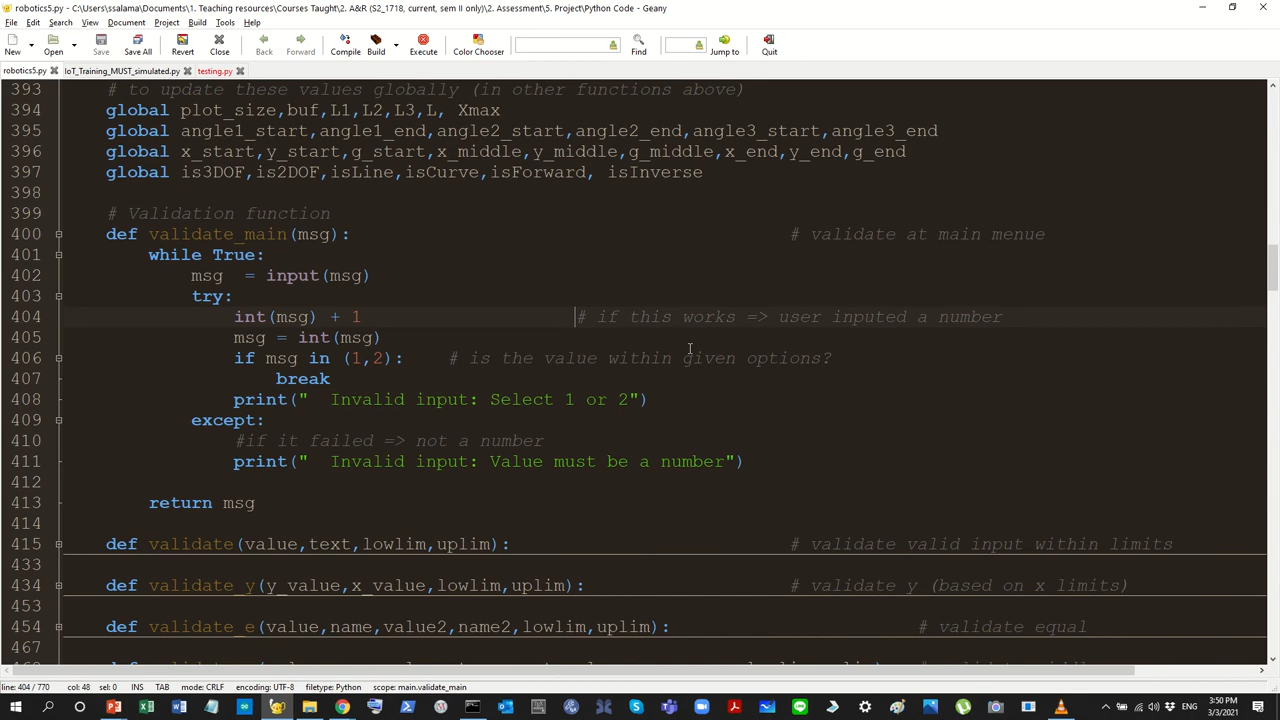 robotics5.py - C:\Users\ssalama\Documents\1. Teaching resources\Courses Taught\2. A&R (S2_1718, current, sem II only)\2. Assessment\5. Project\Python Code - Geany
File Edit Search View Document Project Build Tools Help
New Open Save Save All Revert Close Back Forward Compile Build Execute Color Chooser Find Jump to Quit
robotics5.py IoT_Training_MUST_simulated.py testing.py
393 # to update these values globally (in other functions above)
394 global plot_size,buf,L1,L2,L3,L, Xmax
395 global angle1_start,angle1_end,angle2_start,angle2_end,angle3_start,angle3_end
396 global x_start,y_start,g_start,x_middle,y_middle,g_middle,x_end,y_end,g_end
397 global is3DOF,is2DOF,isLine,isCurve,isForward, isInverse
398
399 # Validation function
400 def validate_main(msg): # validate at main menue
401 while True:
402 msg = input(msg)
403 try:
404 int(msg) + 1 # if this works => user inputed a number
405 msg = int(msg)
406 if msg in (1,2): # is the value within given options?
407 break
408 print("  Invalid input: Select 1 or 2")
409 except:
410 #if it failed => not a number
411 print("  Invalid input: Value must be a number")
412
413 return msg
414
415 def validate(value,text,lowlim,uplim): # validate valid input within limits
433
434 def validate_y(y_value,x_value,lowlim,uplim): # validate y (based on x limits)
453
454 def validate_e(value,name,value2,name2,lowlim,uplim): # validate equal
467
line: 404 / 770 col: 48 sel: 0 INS TAB mode: CRLF encoding: UTF-8 filetype: Python scope: main.validate_main
ENG 3:50 PM
3/3/2021